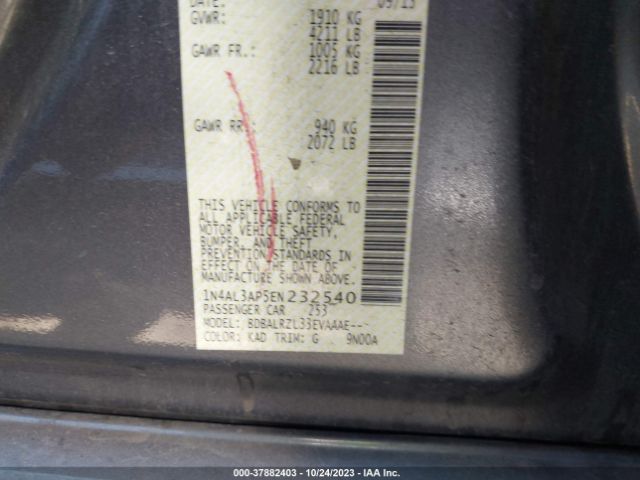 DATE: 09/13
GVWR: 1910 KG
4211 LB
GAWR FR.: 1005 KG
2216 LB
GAWR RR.: 940 KG
2072 LB
THIS VEHICLE CONFORMS TO
ALL APPLICABLE FEDERAL
MOTOR VEHICLE SAFETY,
BUMPER, AND THEFT
PREVENTION STANDARDS IN
EFFECT ON THE DATE OF
MANUFACTURE SHOWN ABOVE.
1N4AL3AP5EN232540
PASSENGER CAR 253
MODEL: BDBALRZL33EVAAAE--
COLOR: KAD TRIM: G 9N00A
000-37882403 - 10/24/2023 - IAA Inc.